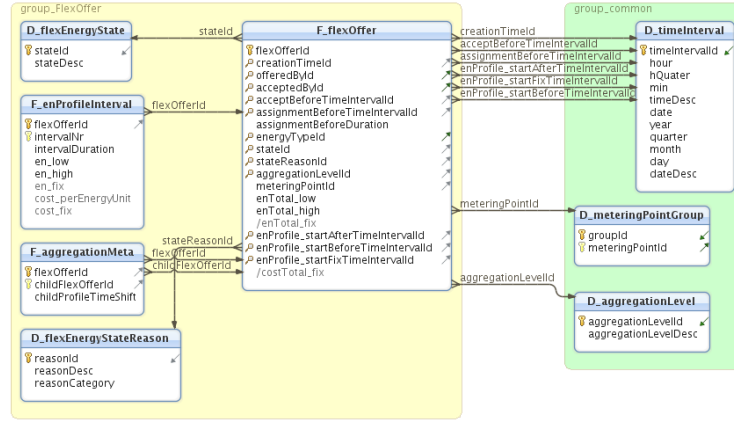 group_FlexOffer
D_flexEnergyState
stateId
stateDesc
stateId
F_enProfileInterval
flexOfferId
intervalNr
intervalDuration
en_low
en_high
en_fix
cost_perEnergyUnit
cost_fix
flexOfferId
F_aggregationMeta
flexOfferId
childFlexOfferId
childProfileTimeShift
stateReasonId
flexOfferId
childFlexOfferId
D_flexEnergyStateReason
reasonId
reasonDesc
reasonCategory
F_flexOffer
flexOfferId
creationTimeId
offeredById
acceptedById
acceptBeforeTimeIntervalId
assignmentBeforeTimeIntervalId
assignmentBeforeDuration
energyTypeId
stateId
stateReasonId
aggregationLevelId
meteringPointId
enTotal_low
enTotal_high
/enTotal_fix
enProfile_startAfterTimeIntervalId
enProfile_startBeforeTimeIntervalId
enProfile_startFixTimeIntervalId
/costTotal_fix
creationTimeId
acceptBeforeTimeIntervalId
assignmentBeforeTimeIntervalId
enProfile_startAfterTimeIntervalId
enProfile_startFixTimeIntervalId
enProfile_startBeforeTimeIntervalId
meteringPointId
aggregationLevelId
group_common
D_timeInterval
timeIntervalId
hour
hQuater
min
timeDesc
date
year
quarter
month
day
dateDesc
D_meteringPointGroup
groupId
meteringPointId
D_aggregationLevel
aggregationLevelId
aggregationLevelDesc